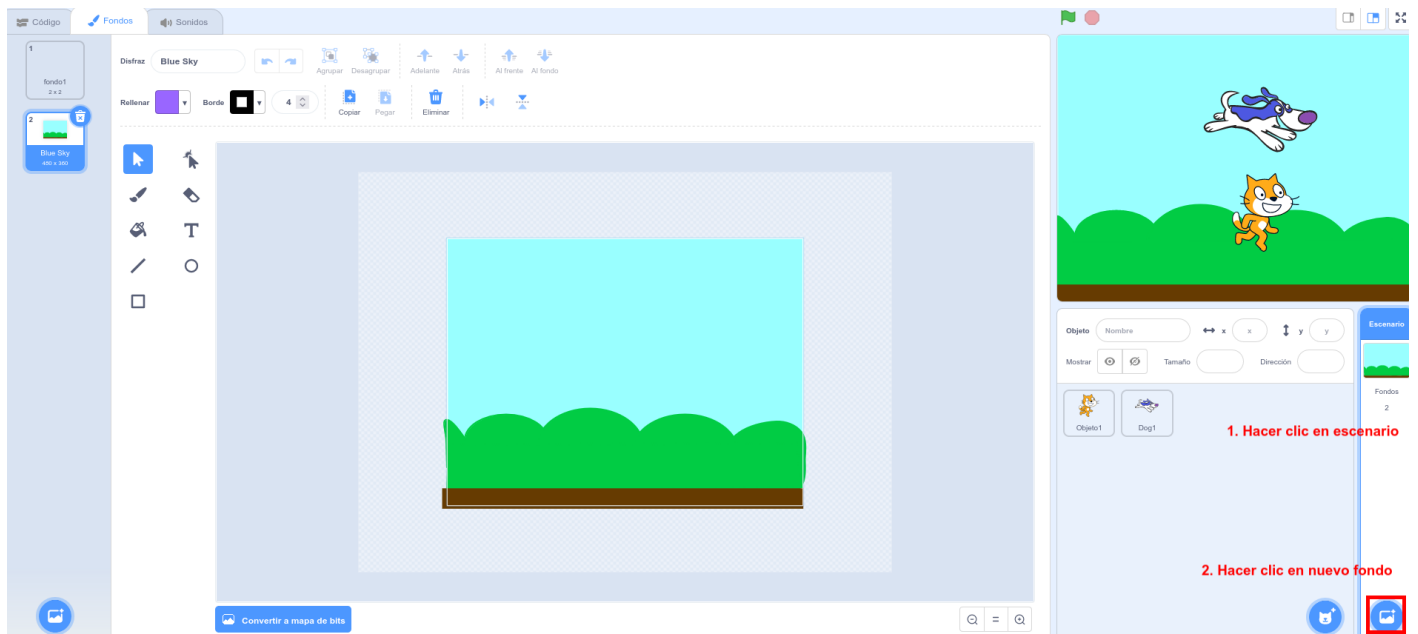 Código
Fondos
Sonidos
1
fondo1
2 x 2
2
Blue Sky
480 x 360
Disfraz
Blue Sky
Agrupar
Desagrupar
Adelante
Atrás
Al frente
Al fondo
Rellenar
Borde
4
Copiar
Pegar
Eliminar
T
Convertir a mapa de bits
=
Objeto
Nombre
x
x
y
y
Mostrar
Tamaño
Dirección
Objeto1
Dog1
Escenario
Fondos
2
1. Hacer clic en escenario
2. Hacer clic en nuevo fondo